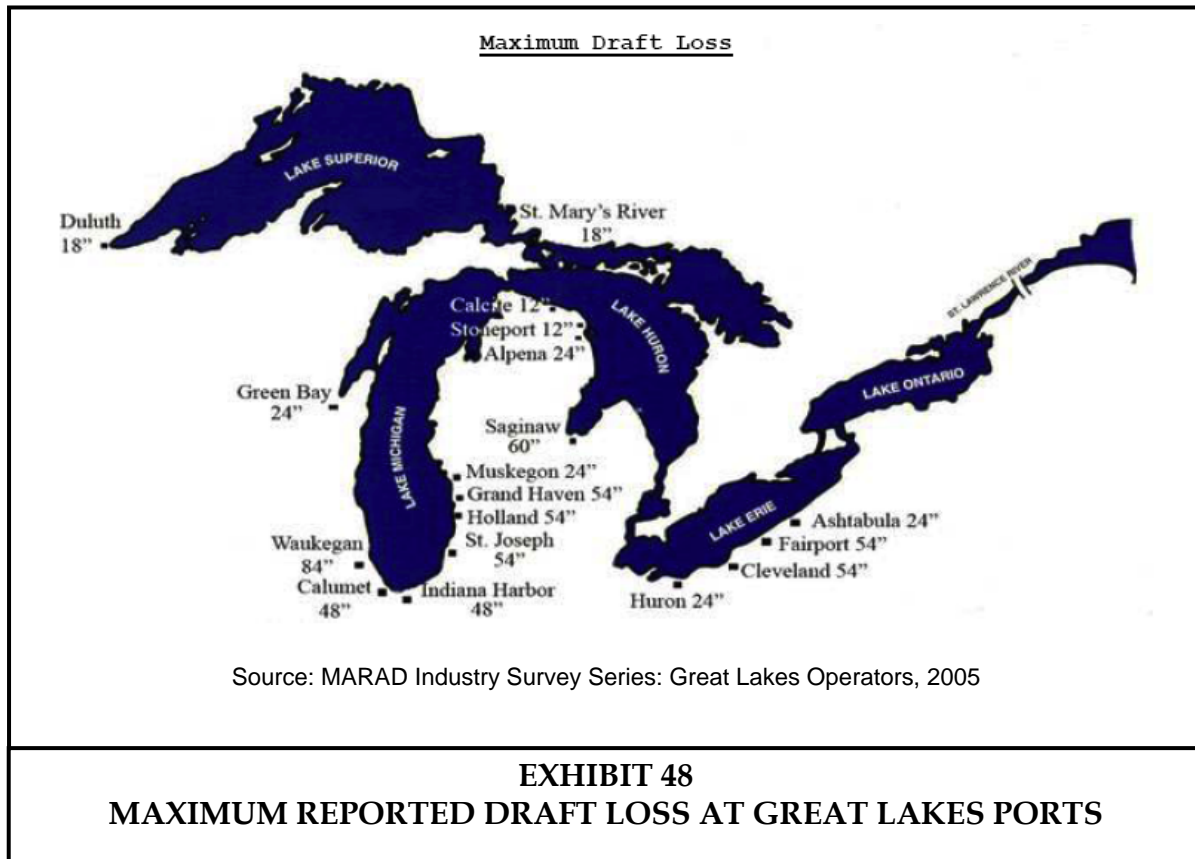 Maximum Draft Loss
LAKE SUPERIOR
Duluth
18”
St. Mary’s River
18”
ST. LAWRENCE RIVER
Calcite 12”
Stoneport 12”
Alpena 24”
LAKE HURON
LAKE ONTARIO
Green Bay
24”
LAKE MICHIGAN
Saginaw
60”
Muskegon 24”
Grand Haven 54”
Holland 54”
St. Joseph
54”
LAKE ERIE
Ashtabula 24”
Fairport 54”
Cleveland 54”
Huron 24”
Waukegan
84”
Calumet
48”
Indiana Harbor
48”
Source: MARAD Industry Survey Series: Great Lakes Operators, 2005
EXHIBIT 48
MAXIMUM REPORTED DRAFT LOSS AT GREAT LAKES PORTS